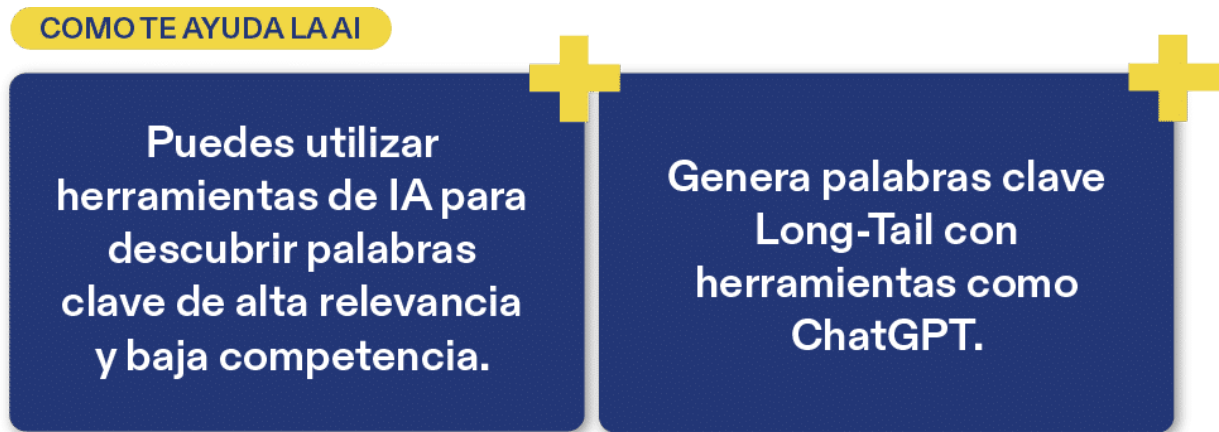 COMO TE AYUDA LA AI
Puedes utilizar
herramientas de IA para
descubrir palabras
clave de alta relevancia
y baja competencia.
Genera palabras clave
Long-Tail con
herramientas como
ChatGPT.